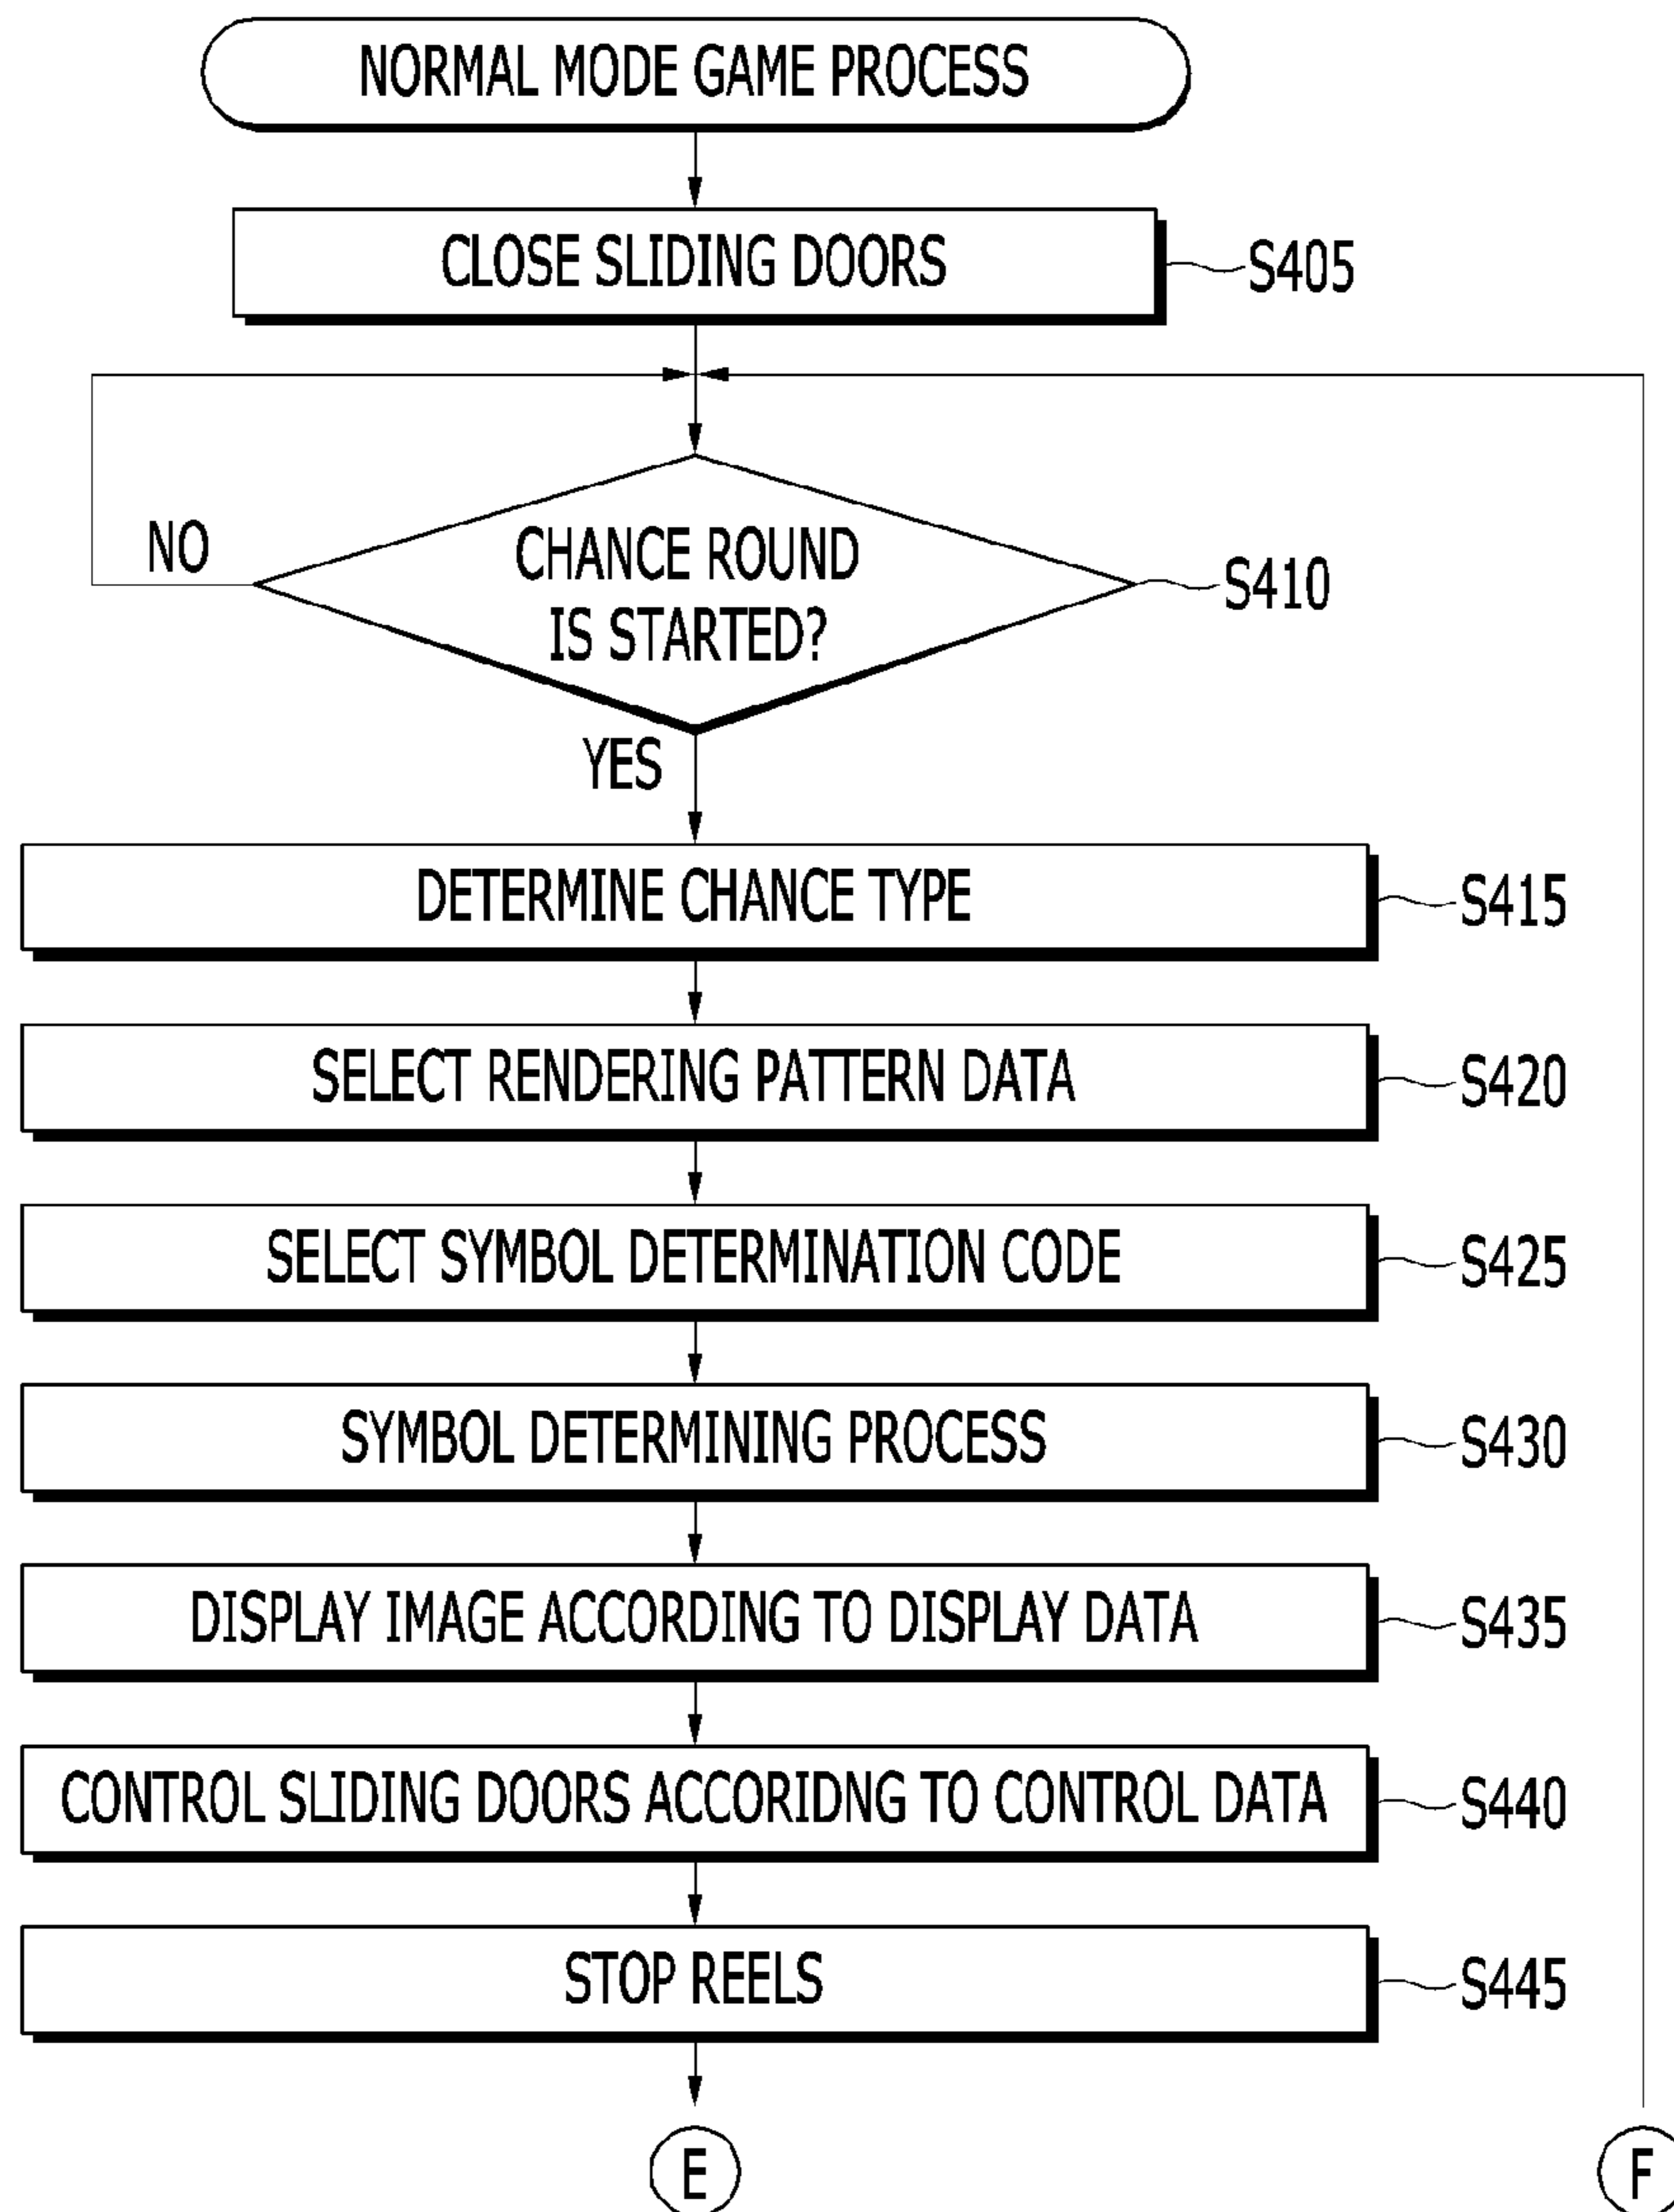 NORMAL MODE GAME PROCESS
CLOSE SLIDING DOORS
S405
NO
CHANCE ROUND
IS STARTED?
S410
YES
DETERMINE CHANCE TYPE
S415
SELECT RENDERING PATTERN DATA
S420
SELECT SYMBOL DETERMINATION CODE
S425
SYMBOL DETERMINING PROCESS
S430
DISPLAY IMAGE ACCORDING TO DISPLAY DATA
S435
CONTROL SLIDING DOORS ACCORIDNG TO CONTROL DATA
S440
STOP REELS
S445
E
F